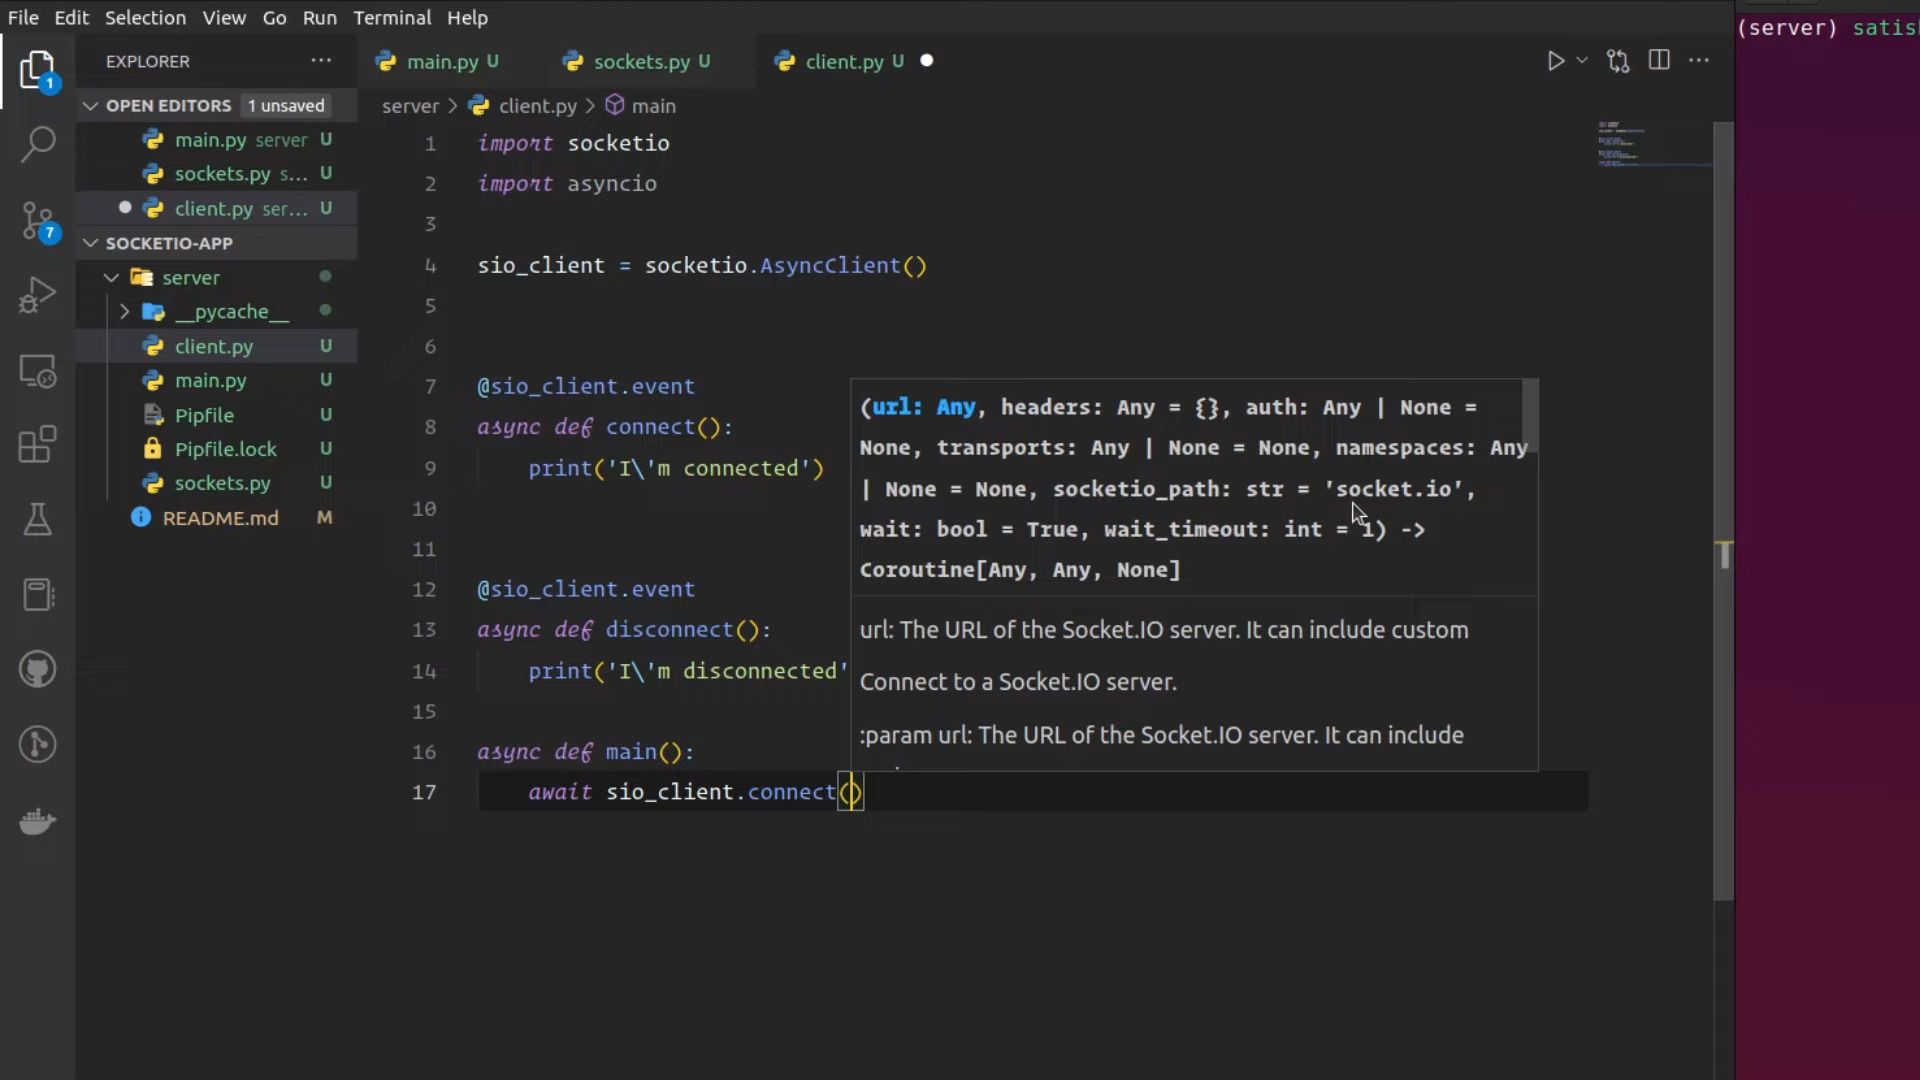 File Edit Selection View Go Run Terminal Help
(server) satis
EXPLORER
main.py U
sockets.py U
client.py U
1
OPEN EDITORS 1 unsaved
server > client.py > main
main.py server U
sockets.py s... U
client.py ser... U
7
SOCKETIO-APP
server
__pycache__
client.py U
main.py U
Pipfile U
Pipfile.lock U
sockets.py U
README.md M
1 import socketio
2 import asyncio
3
4 sio_client = socketio.AsyncClient()
5
6
7 @sio_client.event
8 async def connect():
9 print('I\'m connected')
10
11
12 @sio_client.event
13 async def disconnect():
14 print('I\'m disconnected'
15
16 async def main():
17 await sio_client.connect()
(url: Any, headers: Any = {}, auth: Any | None =
None, transports: Any | None = None, namespaces: Any
| None = None, socketio_path: str = 'socket.io',
wait: bool = True, wait_timeout: int = 1) ->
Coroutine[Any, Any, None]
url: The URL of the Socket.IO server. It can include custom
Connect to a Socket.IO server.
:param url: The URL of the Socket.IO server. It can include